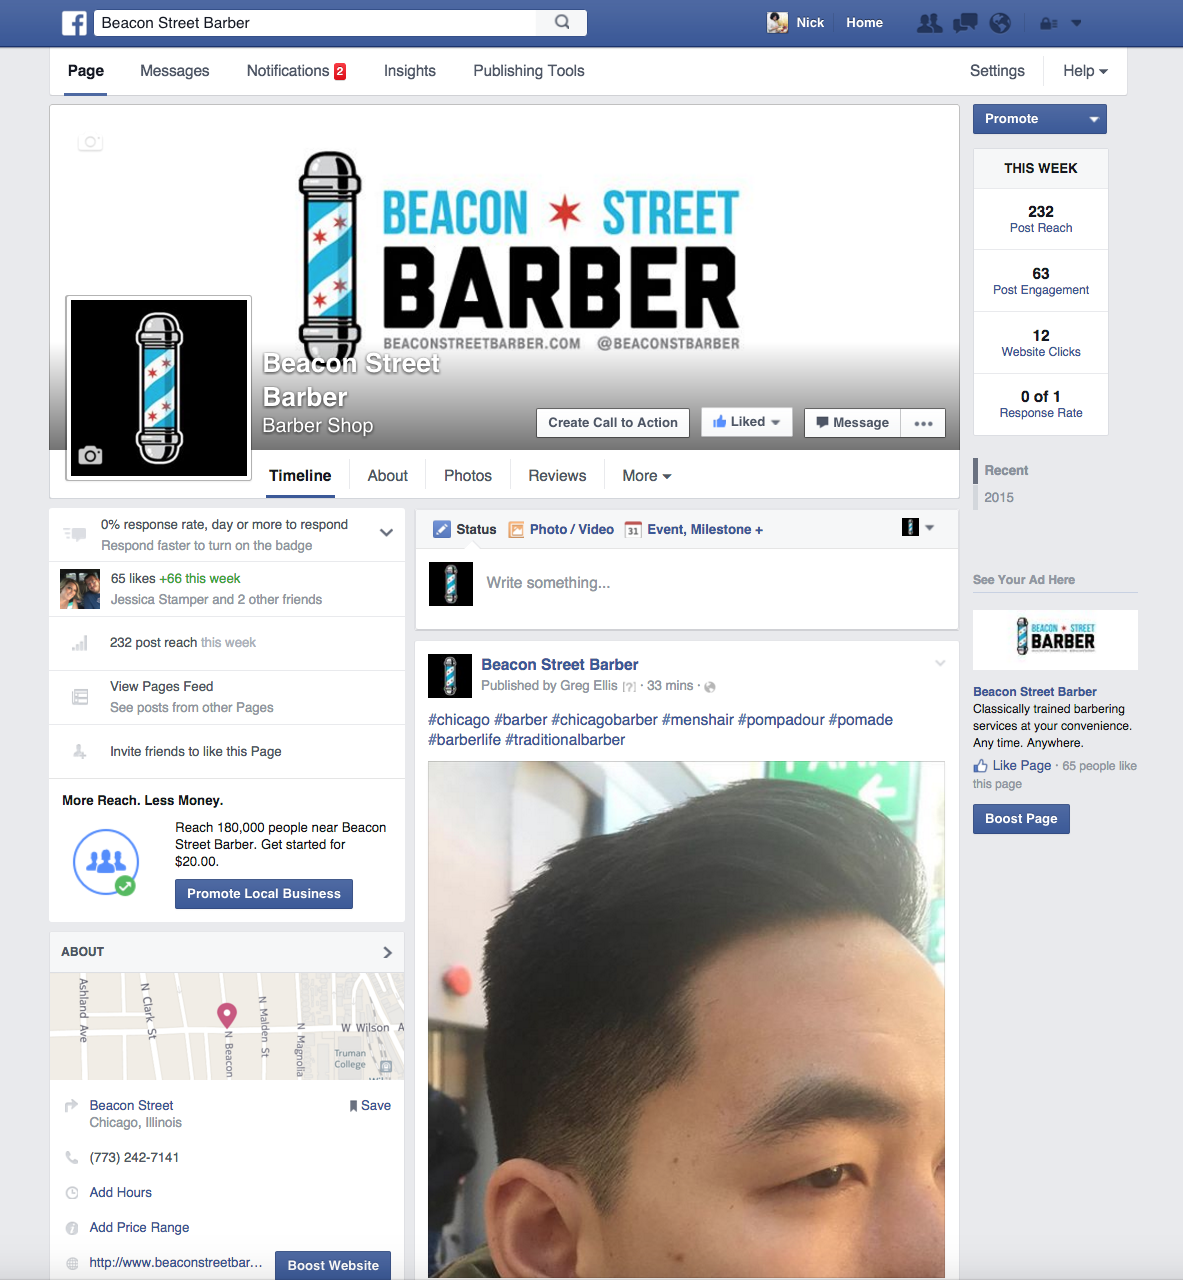 Beacon Street Barber
Nick
Home
Page
Messages
Notifications 2
Insights
Publishing Tools
Settings
Help
BEACON STREET
BARBER
BEACONSTREETBARBER.COM @BEACONSTBARBER
Beacon Street
Barber
Barber Shop
Create Call to Action
Liked
Message
Timeline
About
Photos
Reviews
More
Promote
THIS WEEK
232
Post Reach
63
Post Engagement
12
Website Clicks
0 of 1
Response Rate
Recent
2015
See Your Ad Here
BEACON STREET
BARBER
Beacon Street Barber
Classically trained barbering
services at your convenience.
Any time. Anywhere.
Like Page · 65 people like
this page
Boost Page
0% response rate, day or more to respond
Respond faster to turn on the badge
65 likes +66 this week
Jessica Stamper and 2 other friends
232 post reach this week
View Pages Feed
See posts from other Pages
Invite friends to like this Page
More Reach. Less Money.
Reach 180,000 people near Beacon
Street Barber. Get started for
$20.00.
Promote Local Business
ABOUT
Ashland Ave
N Clark St
N Beacon
N Malden St
N Magnolia
W Wilson A
Truman
College
Beacon Street
Chicago, Illinois
Save
(773) 242-7141
Add Hours
Add Price Range
http://www.beaconstreetbar...
Boost Website
Status
Photo / Video
31
Event, Milestone +
Write something...
Beacon Street Barber
Published by Greg Ellis [?] · 33 mins ·
#chicago #barber #chicagobarber #menshair #pompadour #pomade
#barberlife #traditionalbarber